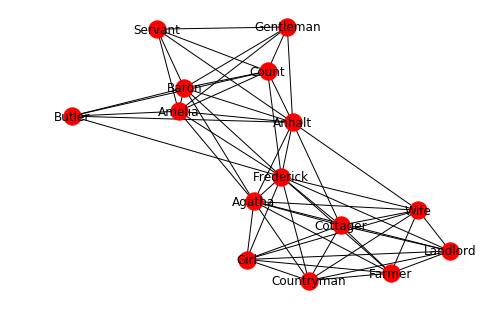 Servant
Gentleman
Count
Baron
Amelia
Butler
Anhalt
Frederick
Agatha
Wife
Cottager
Landlord
Girl
Farmer
Countryman